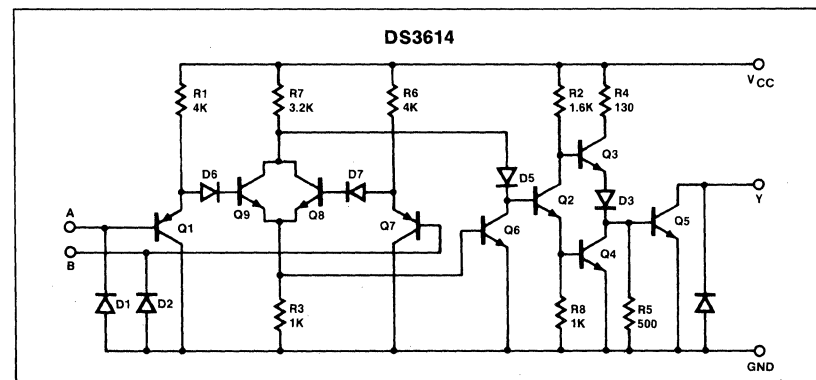 DS3614
VCC
R1
4K
R7
3.2K
R6
4K
R2
1.6K
R4
130
Q3
D6
D7
D5
D3
Y
A
Q1
Q9
Q8
Q7
Q6
Q2
Q5
B
Q4
D1
D2
R3
1K
R8
1K
R5
500
GND